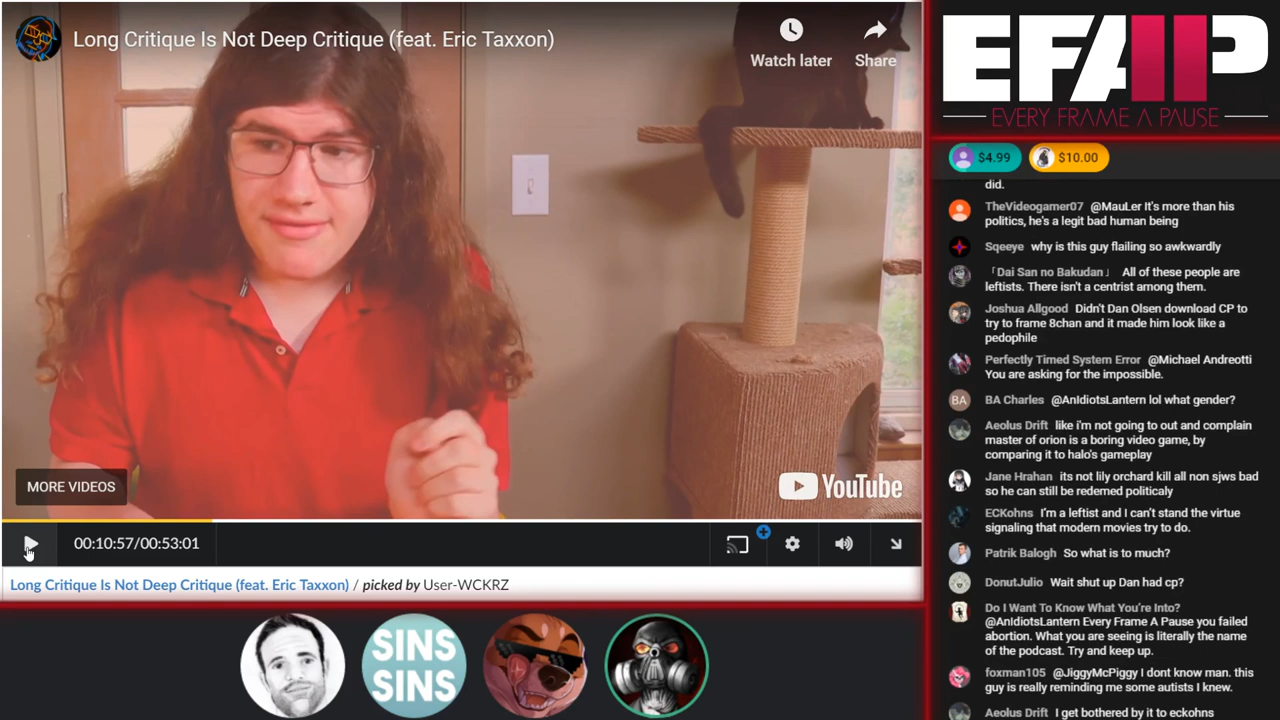 Long Critique Is Not Deep Critique (feat. Eric Taxxon)
Watch later
Share
MORE VIDEOS
YouTube
00:10:57/00:53:01
Long Critique Is Not Deep Critique (feat. Eric Taxxon) / picked by User-WCKRZ
SINS
SINS
EFAP
EVERY FRAME A PAUSE
$4.99
$10.00
did.
TheVideogamer07 @MauLer It's more than his
politics, he's a legit bad human being
Sqeeye why is this guy flailing so awkwardly
「Dai San no Bakudan」 All of these people are
leftists. There isn't a centrist among them.
Joshua Allgood Didn't Dan Olsen download CP to
try to frame 8chan and it made him look like a
pedophile
Perfectly Timed System Error @Michael Andreotti
You are asking for the impossible.
BA
BA Charles @AnIdiotsLantern lol what gender?
Aeolus Drift like i'm not going to out and complain
master of orion is a boring video game, by
comparing it to halo's gameplay
Jane Hrahan its not lily orchard kill all non sjws bad
so he can still be redemed politicaly
ECKohns I'm a leftist and I can't stand the virtue
signaling that modern movies try to do.
Patrik Balogh So what is to much?
DonutJulio Wait shut up Dan had cp?
Do I Want To Know What You're Into?
@AnIdiotsLantern Every Frame A Pause you failed
abortion. What you are seeing is literally the name
of the podcast. Try and keep up.
foxman105 @JiggyMcPiggy I dont know man. this
guy is really reminding me some autists I knew.
Aeolus Drift I get bothered by it to eckohns